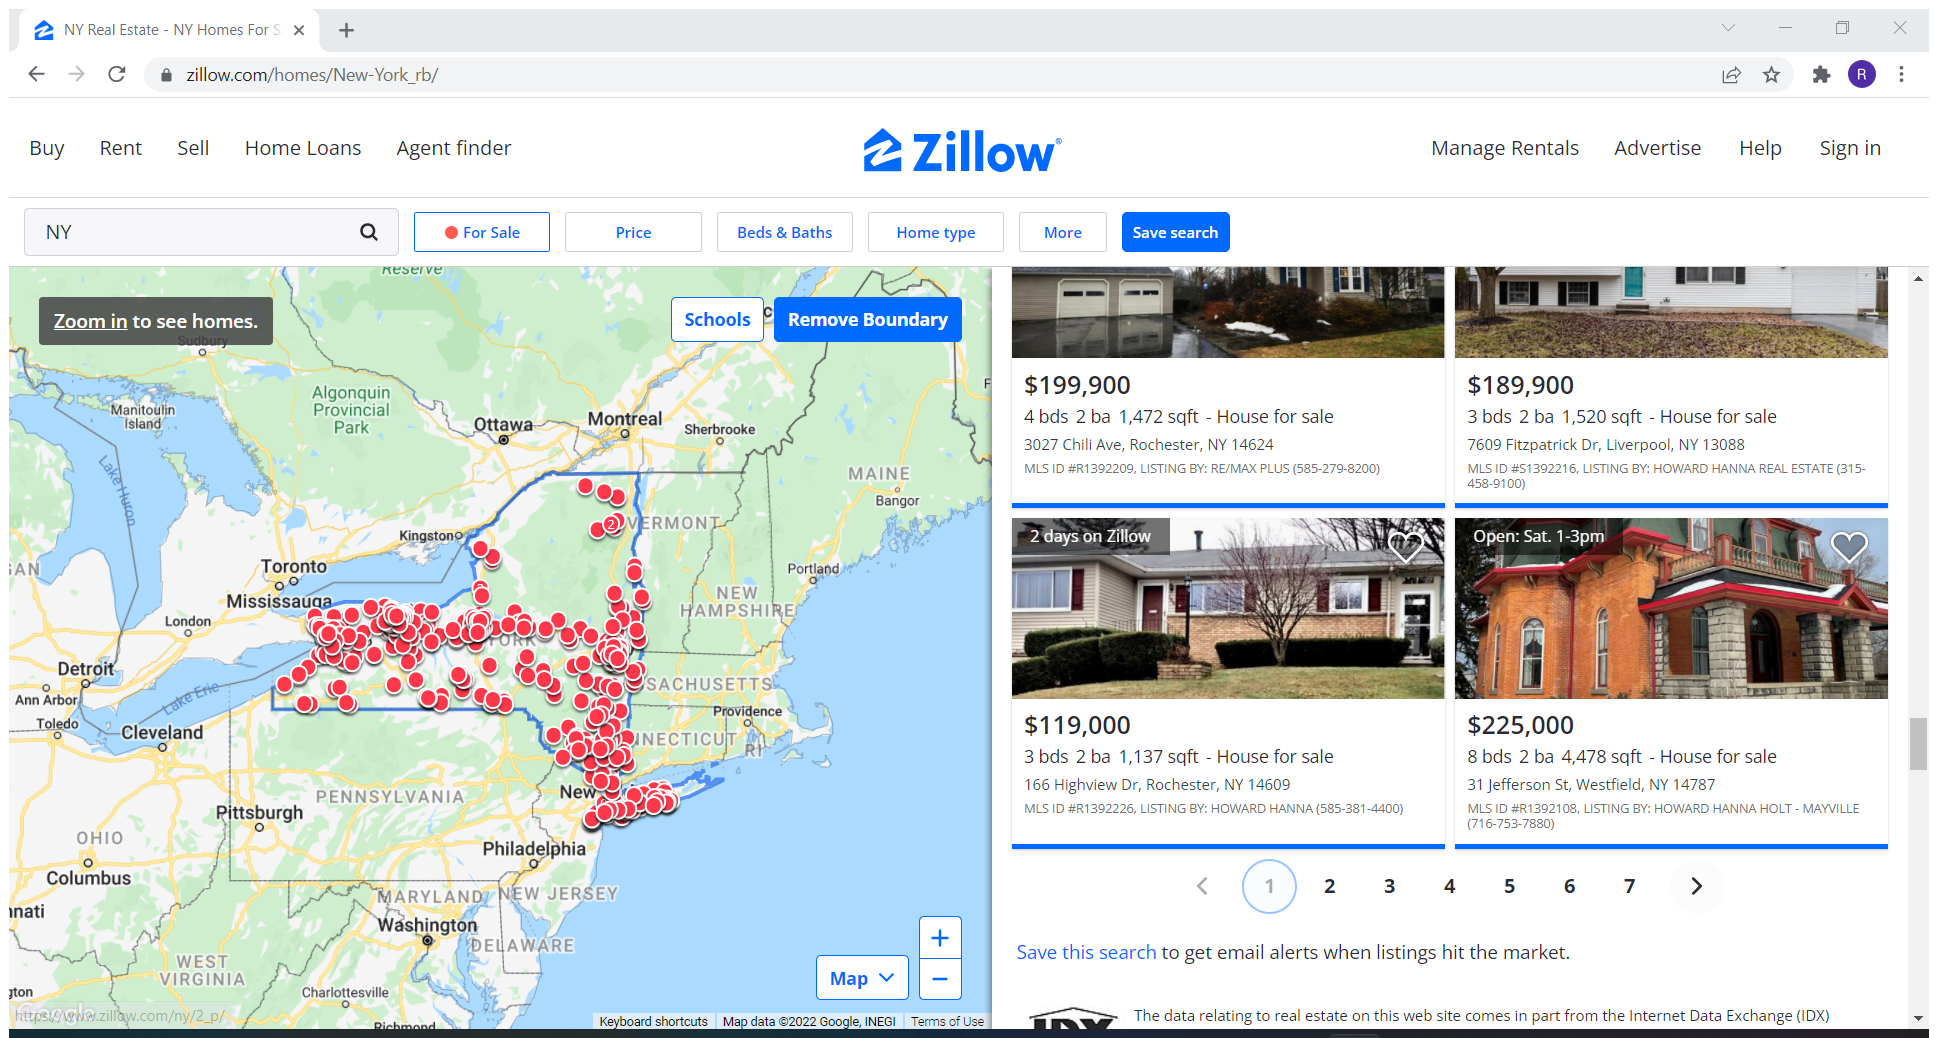 NY Real Estate - NY Homes For S
zillow.com/homes/New-York_rb/
R
Buy Rent Sell Home Loans Agent finder
Zillow®
Manage Rentals Advertise Help Sign in
NY
For Sale
Price
Beds & Baths
Home type
More
Save search
Reserve
Zoom in to see homes.
Schools
Remove Boundary
Sudbury
Algonquin
Provincial
Park
Manitoulin
Island
Ottawa
Montreal
Sherbrooke
MAINE
Bangor
Lake Huron
Kingston
VERMONT
2
Toronto
Portland
Mississauga
NEW
HAMPSHIRE
London
Detroit
Lake Erie
Ann Arbor
SACHUSETTS
Toledo
Providence
Cleveland
NNECTICUT
RI
New
PENNSYLVANIA
Pittsburgh
OHIO
Philadelphia
Columbus
MARYLAND
NEW JERSEY
nnati
Washington
DELAWARE
WEST
VIRGINIA
gton
Charlottesville
Richmond
Map
+
−
https://www.zillow.com/ny/2_p/
Keyboard shortcuts
Map data ©2022 Google, INEGI
Terms of Use
$199,900
4 bds 2 ba 1,472 sqft - House for sale
3027 Chili Ave, Rochester, NY 14624
MLS ID #R1392209, LISTING BY: RE/MAX PLUS (585-279-8200)
$189,900
3 bds 2 ba 1,520 sqft - House for sale
7609 Fitzpatrick Dr, Liverpool, NY 13088
MLS ID #S1392216, LISTING BY: HOWARD HANNA REAL ESTATE (315-
458-9100)
2 days on Zillow
$119,000
3 bds 2 ba 1,137 sqft - House for sale
166 Highview Dr, Rochester, NY 14609
MLS ID #R1392226, LISTING BY: HOWARD HANNA (585-381-4400)
Open: Sat. 1-3pm
$225,000
8 bds 2 ba 4,478 sqft - House for sale
31 Jefferson St, Westfield, NY 14787
MLS ID #R1392108, LISTING BY: HOWARD HANNA HOLT - MAYVILLE
(716-753-7880)
1 2 3 4 5 6 7
Save this search to get email alerts when listings hit the market.
IDX
The data relating to real estate on this web site comes in part from the Internet Data Exchange (IDX)